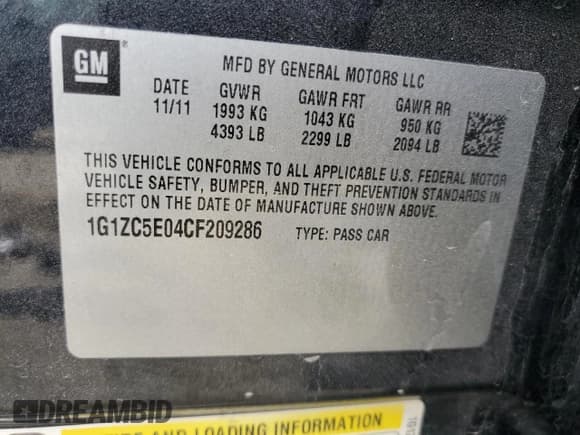 GM
®
MFD BY GENERAL MOTORS LLC
DATE GVWR GAWR FRT GAWR RR
11/11 1993 KG 1043 KG 950 KG
4393 LB 2299 LB 2094 LB
THIS VEHICLE CONFORMS TO ALL APPLICABLE U.S. FEDERAL MOTOR
VEHICLE SAFETY, BUMPER, AND THEFT PREVENTION STANDARDS IN
EFFECT ON THE DATE OF MANUFACTURE SHOWN ABOVE.
1G1ZC5E04CF209286 TYPE: PASS CAR
AND LOADING
DREAMBID